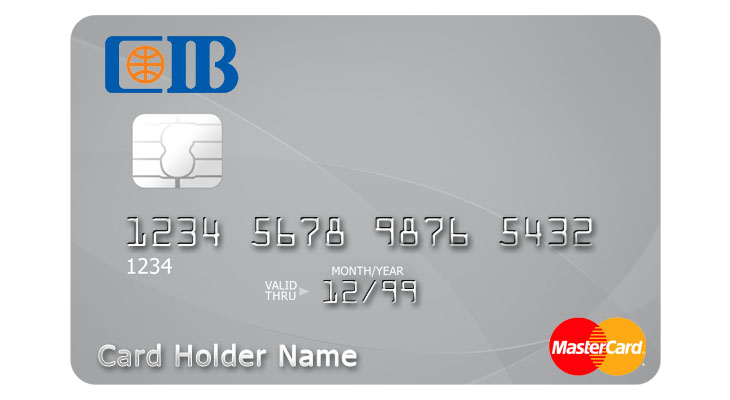 CIB
1234 5678 9876 5432
1234
MONTH/YEAR
VALID
THRU
12/99
Card Holder Name
MasterCard